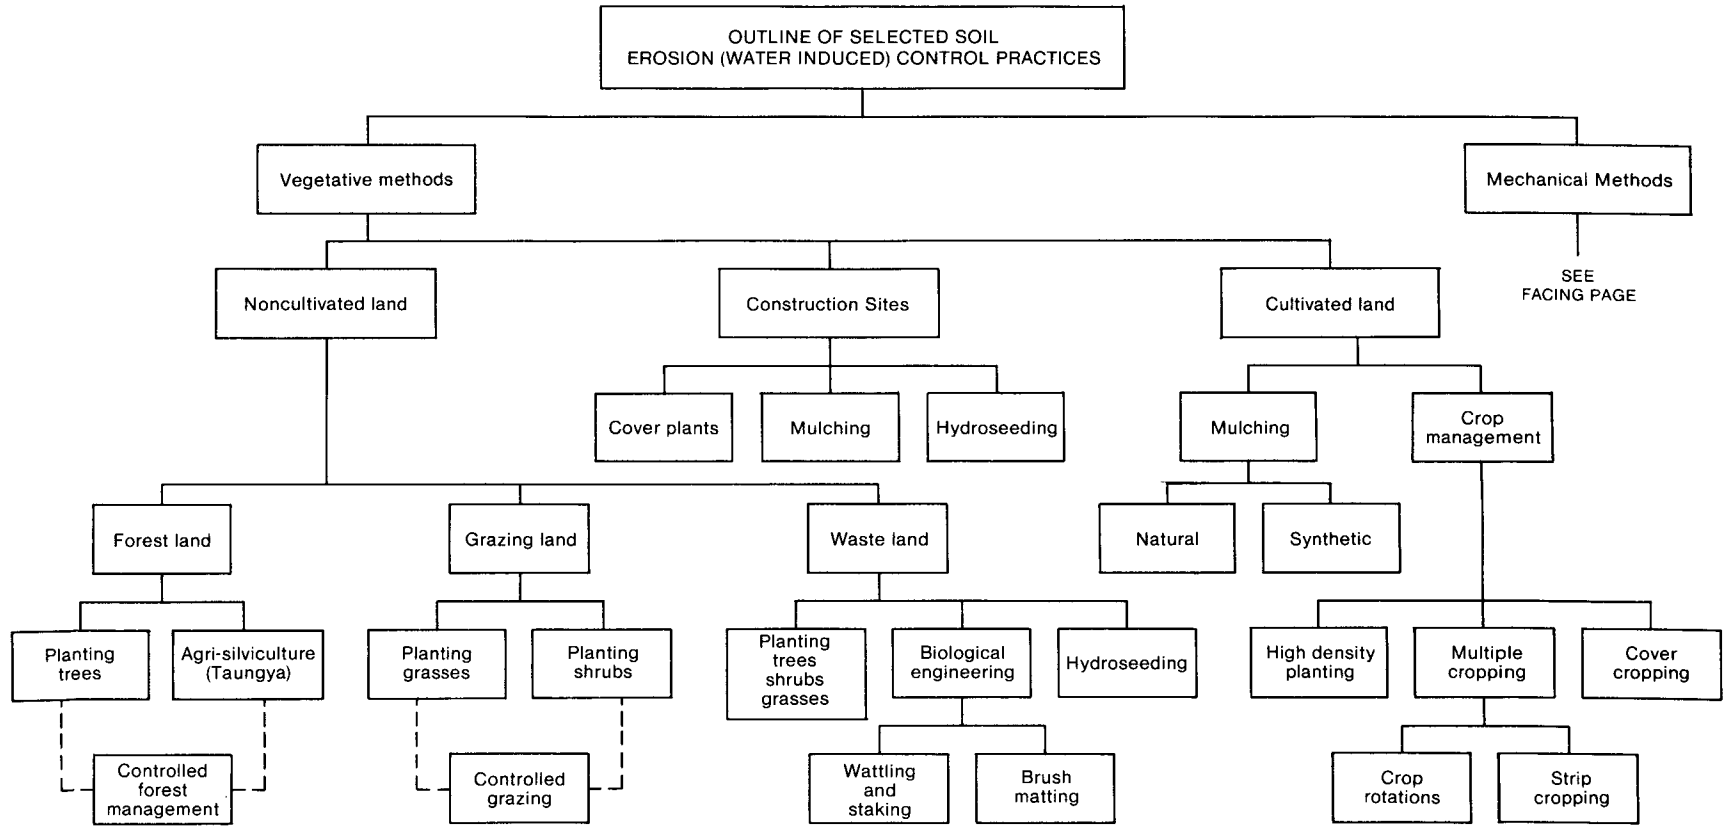 OUTLINE OF SELECTED SOIL
EROSION (WATER INDUCED) CONTROL PRACTICES
Vegetative methods
Mechanical Methods
SEE
FACING PAGE
Noncultivated land
Construction Sites
Cultivated land
Cover plants
Mulching
Hydroseeding
Mulching
Crop
management
Forest land
Grazing land
Waste land
Natural
Synthetic
Planting
trees
Agri-silviculture
(Taungya)
Planting
grasses
Planting
shrubs
Planting
trees
shrubs
grasses
Biological
engineering
Hydroseeding
High density
planting
Multiple
cropping
Cover
cropping
Controlled
forest
management
Controlled
grazing
Wattling
and
staking
Brush
matting
Crop
rotations
Strip
cropping